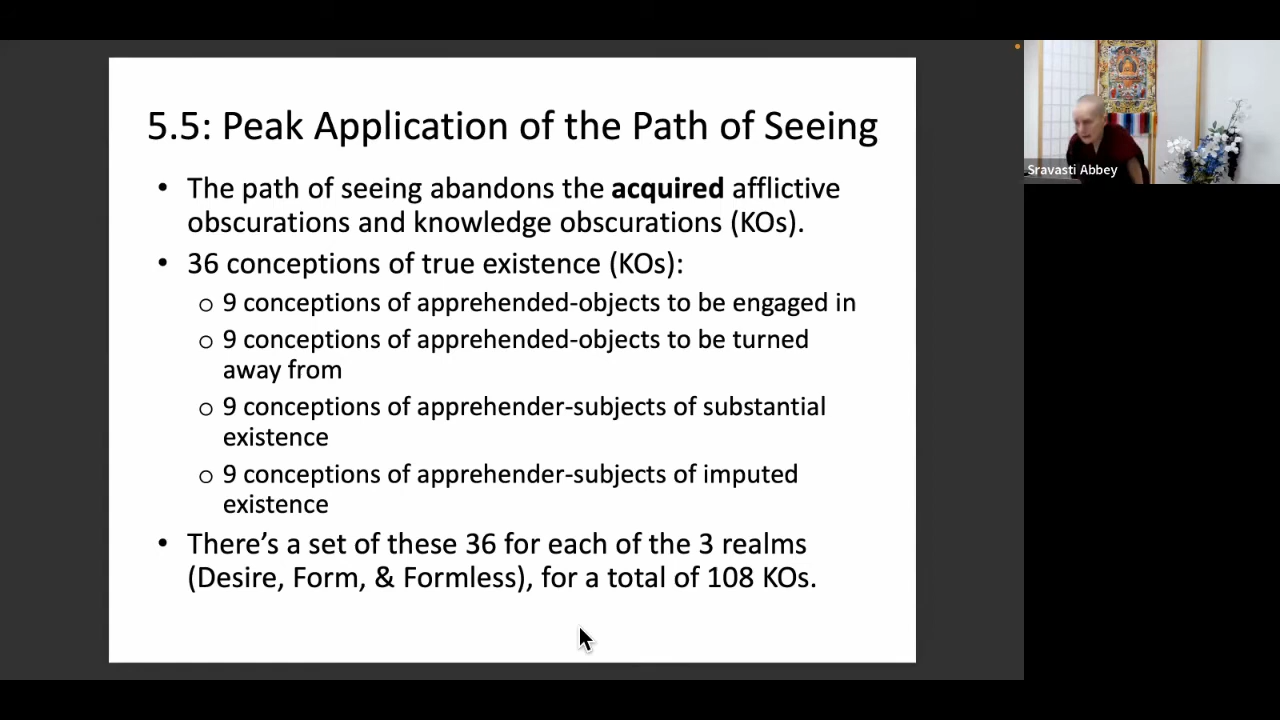 5.5: Peak Application of the Path of Seeing
• The path of seeing abandons the acquired afflictive
obscurations and knowledge obscurations (KOs).
• 36 conceptions of true existence (KOs):
o 9 conceptions of apprehended-objects to be engaged in
o 9 conceptions of apprehended-objects to be turned
away from
o 9 conceptions of apprehender-subjects of substantial
existence
o 9 conceptions of apprehender-subjects of imputed
existence
• There’s a set of these 36 for each of the 3 realms
(Desire, Form, & Formless), for a total of 108 KOs.
Sravasti Abbey